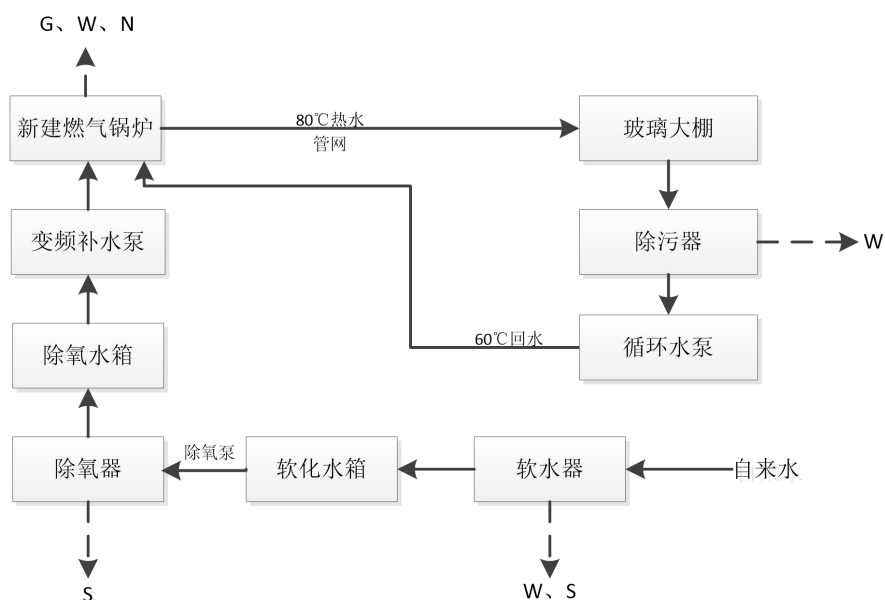 G、W、N
新建燃气锅炉
80℃热水
管网
玻璃大棚
变频补水泵
除污器
W
除氧水箱
60℃回水
循环水泵
除氧器
除氧泵
软化水箱
软水器
自来水
S
W、S